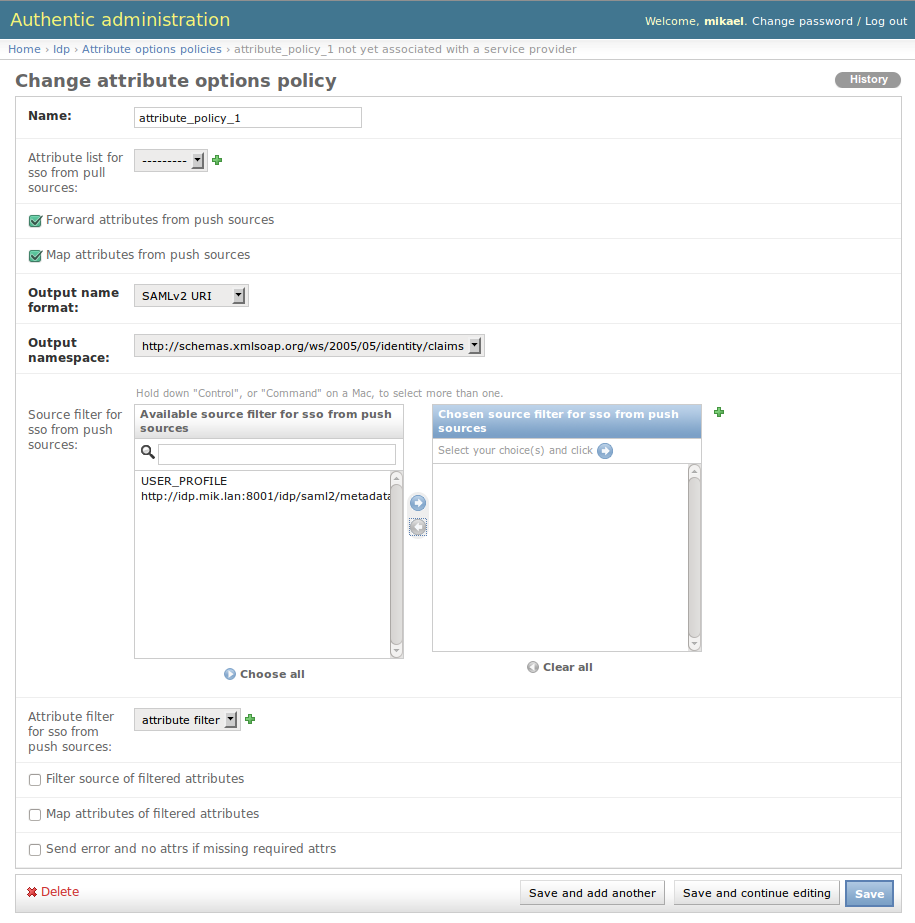 Authentic administration
Welcome, mikael. Change password / Log out
Home › Idp › Attribute options policies › attribute_policy_1 not yet associated with a service provider
Change attribute options policy
History
Name:
attribute_policy_1
Attribute list for
sso from pull
sources:
---------
Forward attributes from push sources
Map attributes from push sources
Output name
format:
SAMLv2 URI
Output
namespace:
http://schemas.xmlsoap.org/ws/2005/05/identity/claims
Hold down "Control", or "Command" on a Mac, to select more than one.
Source filter for
sso from push
sources:
Available source filter for sso from push
sources
USER_PROFILE
http://idp.mik.lan:8001/idp/saml2/metadata
Choose all
Chosen source filter for sso from push
sources
Select your choice(s) and click
Clear all
Attribute filter
for sso from
push sources:
attribute filter
Filter source of filtered attributes
Map attributes of filtered attributes
Send error and no attrs if missing required attrs
Delete
Save and add another
Save and continue editing
Save